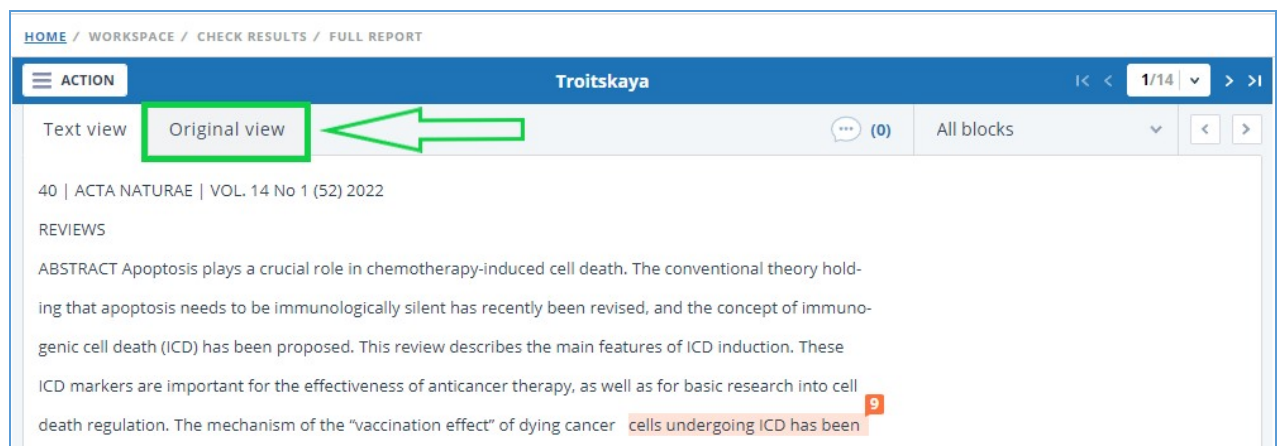 HOME / WORKSPACE / CHECK RESULTS / FULL REPORT
ACTION Troitskaya 1/14
Text view Original view (0) All blocks
40 | ACTA NATURAE | VOL. 14 No 1 (52) 2022
REVIEWS
ABSTRACT Apoptosis plays a crucial role in chemotherapy-induced cell death. The conventional theory hold-
ing that apoptosis needs to be immunologically silent has recently been revised, and the concept of immuno-
genic cell death (ICD) has been proposed. This review describes the main features of ICD induction. These
ICD markers are important for the effectiveness of anticancer therapy, as well as for basic research into cell
9
death regulation. The mechanism of the “vaccination effect” of dying cancer cells undergoing ICD has been